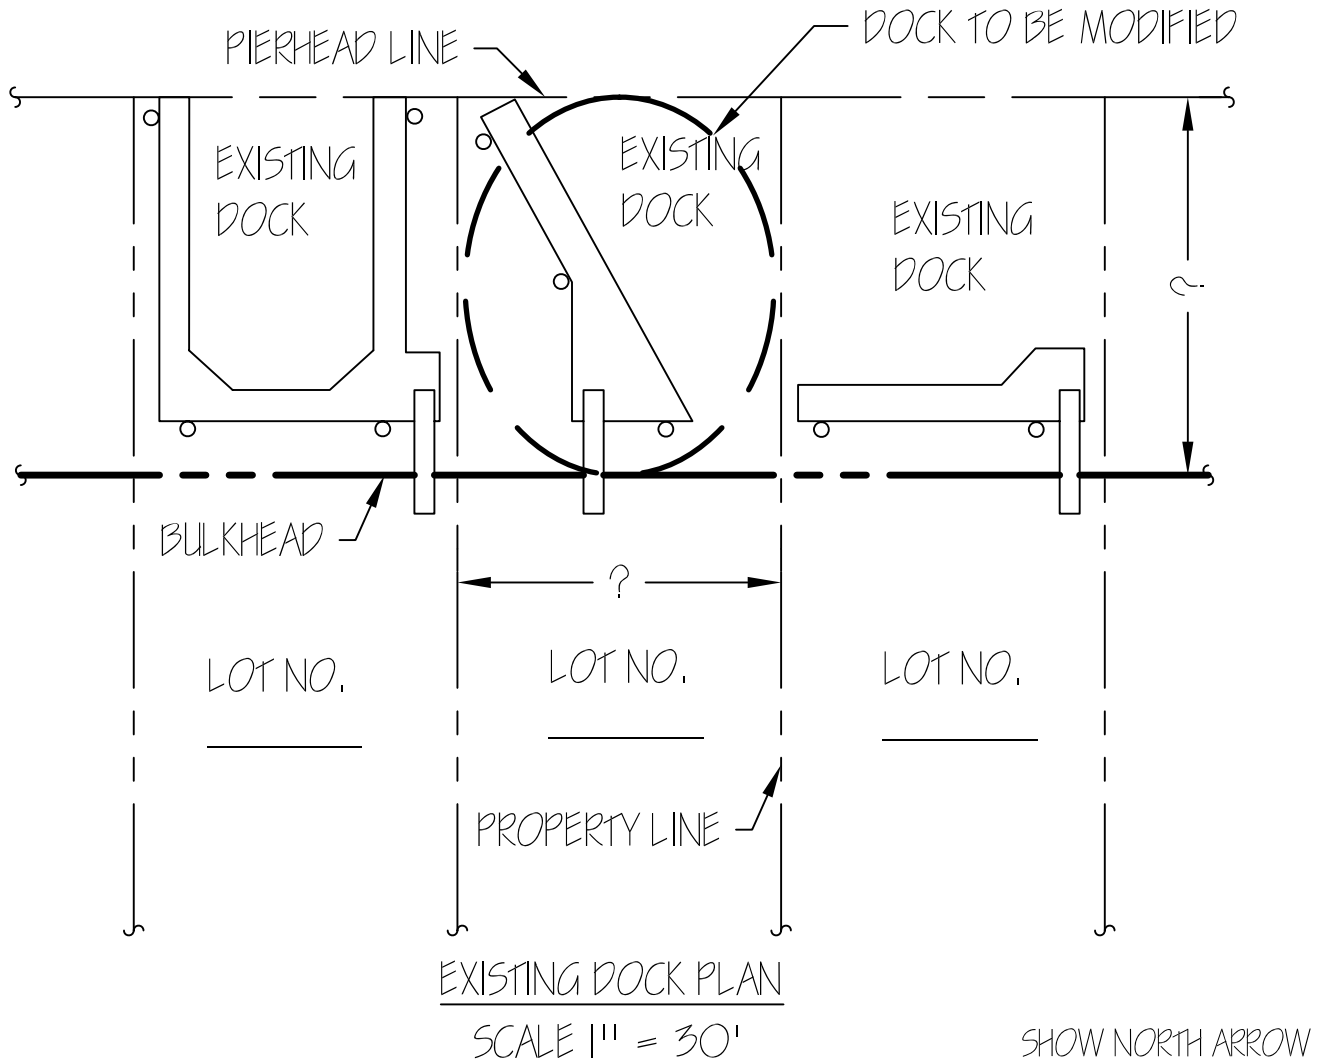 PIERHEAD LINE
DOCK TO BE MODIFIED
EXISTING
DOCK
EXISTING
DOCK
EXISTING
DOCK
?
BULKHEAD
?
LOT NO.
LOT NO.
LOT NO.
PROPERTY LINE
EXISTING DOCK PLAN
SCALE 1" = 30'
SHOW NORTH ARROW